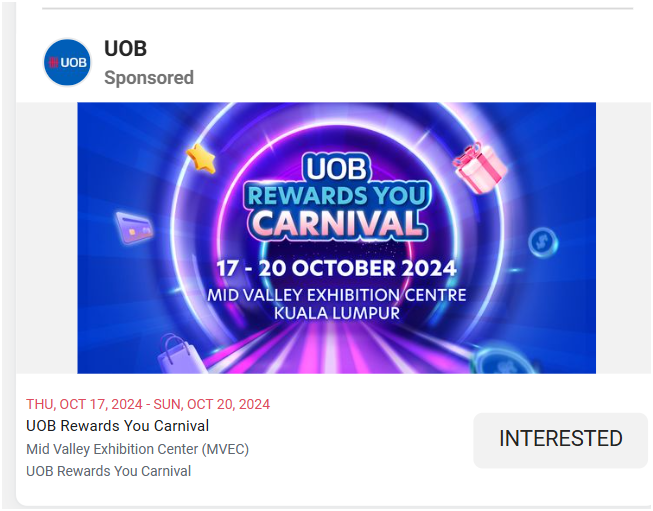 UOB
UOB
Sponsored
UOB
REWARDS YOU
CARNIVAL
17 - 20 OCTOBER 2024
MID VALLEY EXHIBITION CENTRE
KUALA LUMPUR
THU, OCT 17, 2024 - SUN, OCT 20, 2024
UOB Rewards You Carnival
Mid Valley Exhibition Center (MVEC)
UOB Rewards You Carnival
INTERESTED